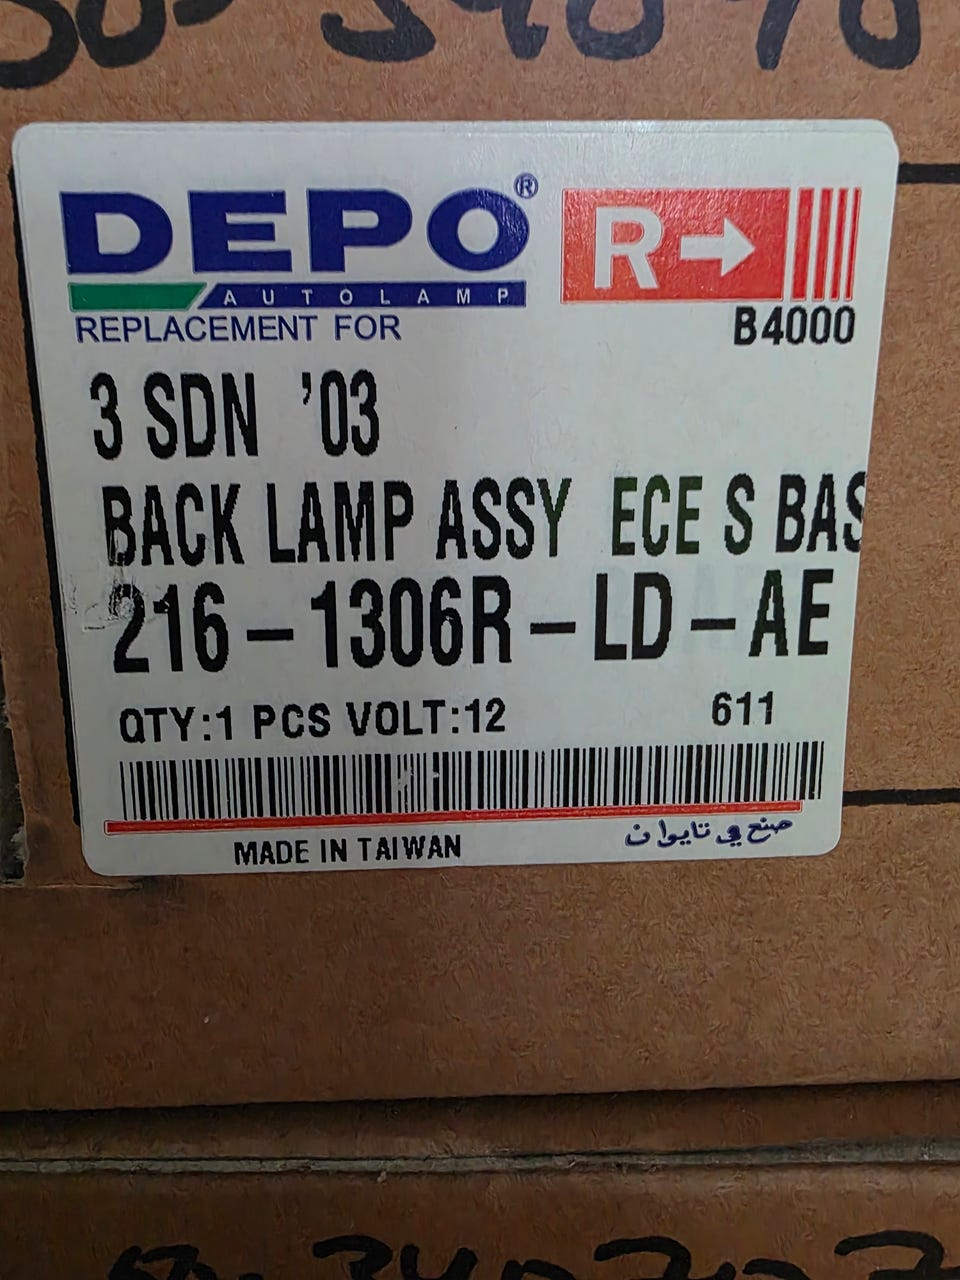 DEPO®
AUTOLAMP
R
REPLACEMENT FOR
B4000
3 SDN '03
BACK LAMP ASSY ECE S BAS
216-1306R-LD-AE
QTY:1 PCS VOLT:12 611
MADE IN TAIWAN صنع في تايوان